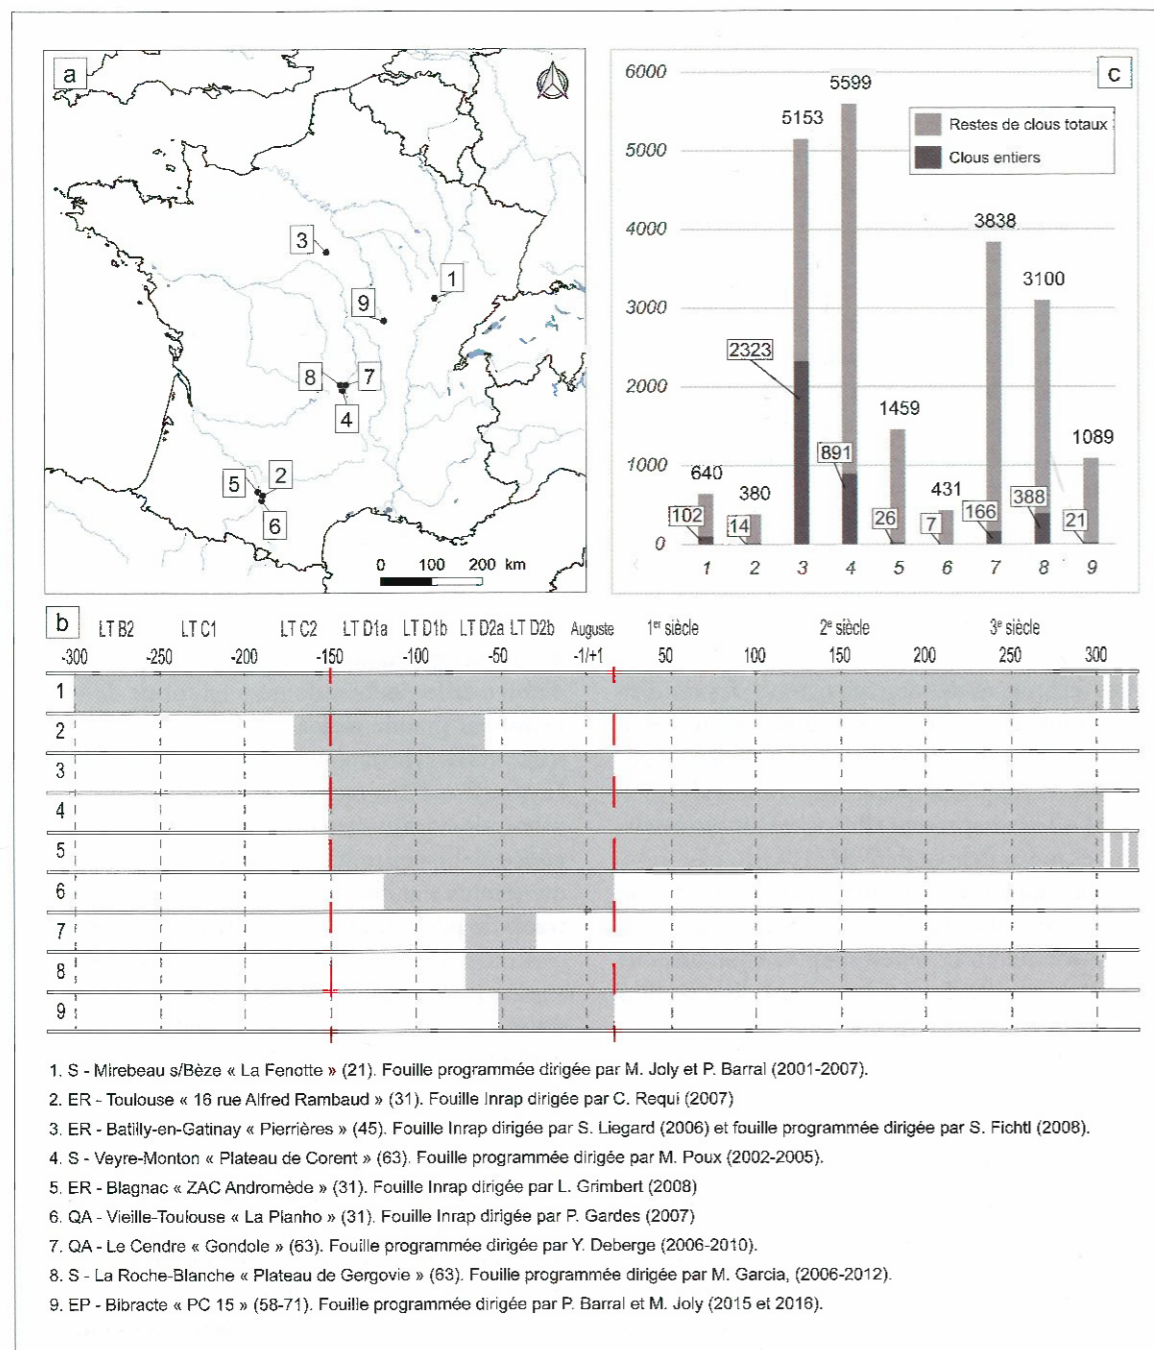 a
3
1
9
8
7
4
5
2
6
0 100 200 km
c
6000
5000
4000
3000
2000
1000
0
Restes de clous totaux
Clous entiers
5153
5599
3838
3100
2323
1459
1089
640
380
891
431
102
14
26
7
166
388
21
1 2 3 4 5 6 7 8 9
b
LT B2 LT C1 LT C2 LT D1a LT D1b LT D2a LT D2b Auguste 1er siècle 2e siècle 3e siècle
-300 -250 -200 -150 -100 -50 -1/+1 50 100 150 200 250 300
1
2
3
4
5
6
7
8
9
1. S - Mirebeau s/Bèze « La Fenotte » (21). Fouille programmée dirigée par M. Joly et P. Barral (2001-2007).
2. ER - Toulouse « 16 rue Alfred Rambaud » (31). Fouille Inrap dirigée par C. Requi (2007)
3. ER - Batilly-en-Gatinay « Pierrières » (45). Fouille Inrap dirigée par S. Liegard (2006) et fouille programmée dirigée par S. Fichtl (2008).
4. S - Veyre-Monton « Plateau de Corent » (63). Fouille programmée dirigée par M. Poux (2002-2005).
5. ER - Blagnac « ZAC Andromède » (31). Fouille Inrap dirigée par L. Grimbert (2008)
6. QA - Vieille-Toulouse « La Planho » (31). Fouille Inrap dirigée par P. Gardes (2007)
7. QA - Le Cendre « Gondole » (63). Fouille programmée dirigée par Y. Deberge (2006-2010).
8. S - La Roche-Blanche « Plateau de Gergovie » (63). Fouille programmée dirigée par M. Garcia, (2006-2012).
9. EP - Bibracte « PC 15 » (58-71). Fouille programmée dirigée par P. Barral et M. Joly (2015 et 2016).